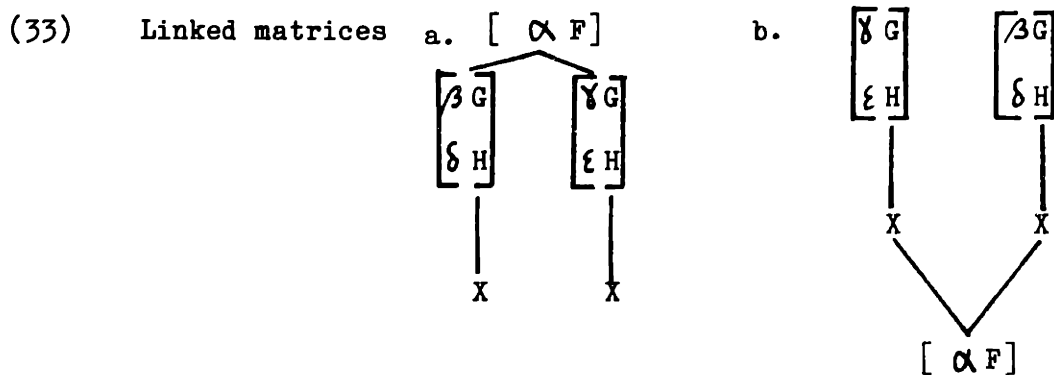 (33) Linked matrices a. [ α F] b.
[β G [γ G [γ G [β G
δ H] ε H] ε H] δ H]
X X
X X
[ α F]